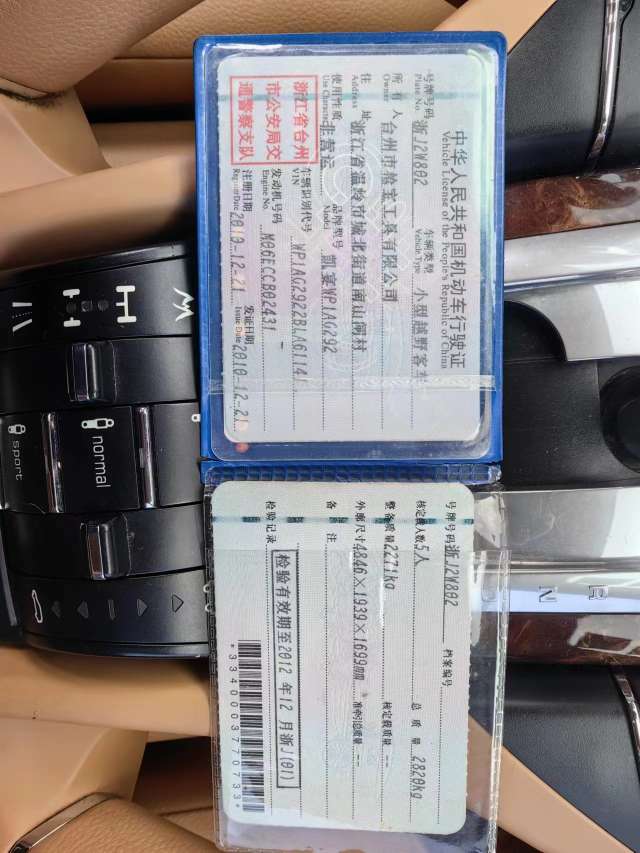 中华人民共和国机动车行驶证
Vehicle License of the People's Republic of China
号牌号码 浙J2W802 车辆类型 小型越野客车
Plate No. Vehicle Type
所有人 台州市
工具有限公司
Owner
住址 浙江省温岭市城北街道南山闸村
Address
使用性质 非营运 品牌型号 凯宴WP1AG292
Use Character Model
车辆识别代号 WP1AG2922BLA61141
VIN
发动机号码 M06ECCB02431
Engine No.
注册日期 2010-12-21 发证日期 2010-12-21
Register Date Issue Date
浙江省台州
市公安局交
通警察支队
号牌号码 浙J2W802 档案编号
核定载人数 5人 总质量 2820kg
整备质量 2271kg 核定载质量 --
外廓尺寸 4846×1939×1699mm 准牵引总质量 --
备注
检验记录
检验有效期至2012年12月浙J(01)
*3340003770733*
sport
normal
R
N
D